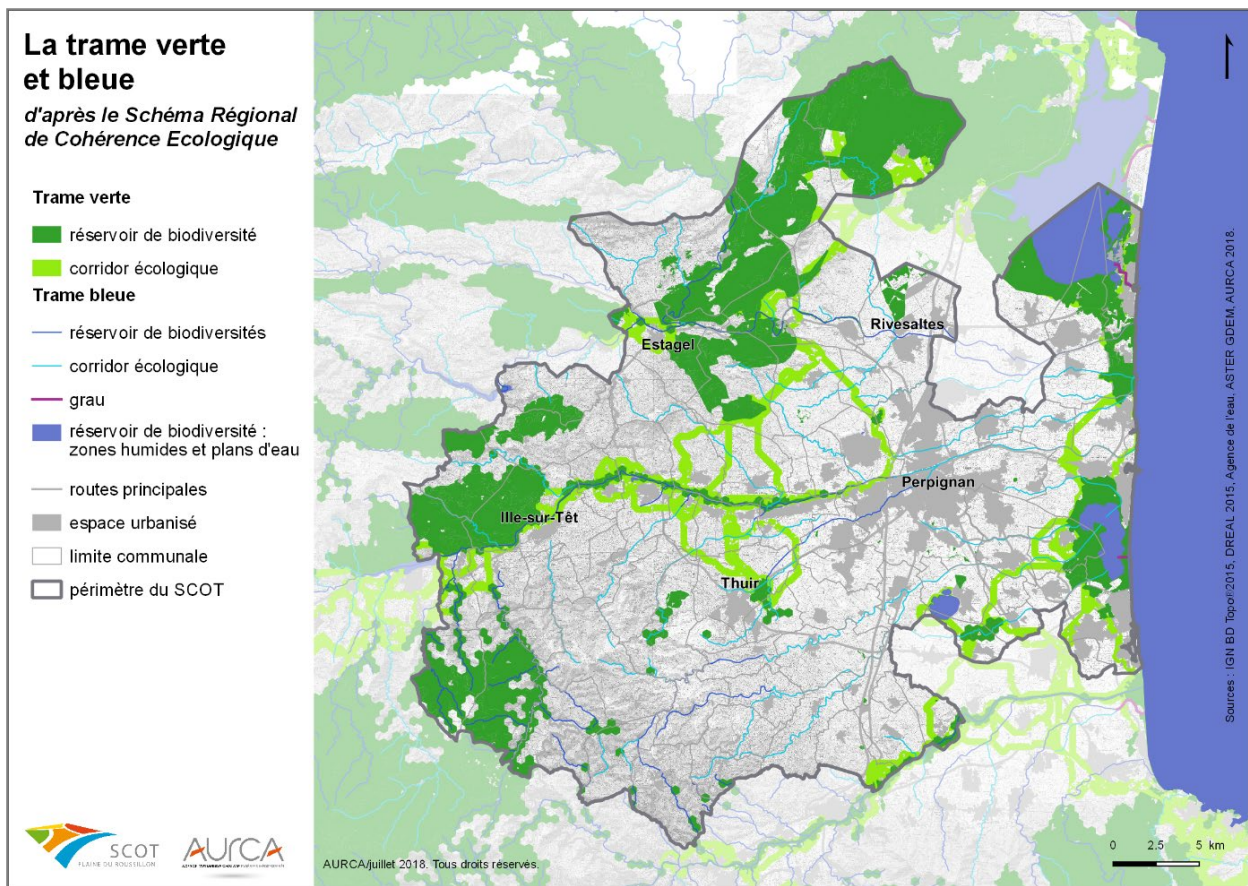 La trame verte
et bleue
d'après le Schéma Régional
de Cohérence Ecologique
Trame verte
réservoir de biodiversité
corridor écologique
Trame bleue
réservoir de biodiversités
corridor écologique
grau
réservoir de biodiversité :
zones humides et plans d'eau
routes principales
espace urbanisé
limite communale
périmètre du SCOT
SCOT
PLAINE DU ROUSSILLON
AURCA
Rivesaltes
Estagel
Perpignan
Ille-sur-Têt
Thuir
AURCA/juillet 2018. Tous droits réservés.
0 2.5 5 km
Sources : IGN BD Topo®2015, DREAL 2015, Agence de l'eau, ASTER GDEM, AURCA 2018.